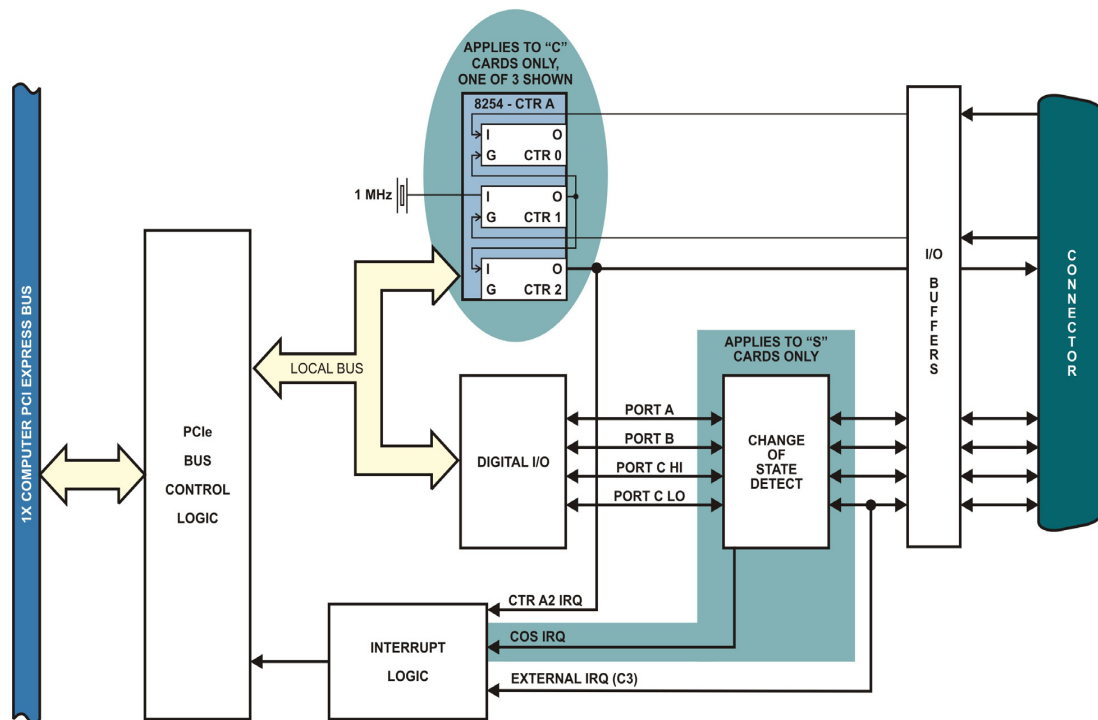 APPLIES TO “C”
CARDS ONLY,
ONE OF 3 SHOWN
8254 - CTR A
I O
G CTR 0
1 MHz
I O
G CTR 1
I O
G CTR 2
1X COMPUTER PCI EXPRESS BUS
PCIe
BUS
CONTROL
LOGIC
LOCAL BUS
DIGITAL I/O
PORT A
PORT B
PORT C HI
PORT C LO
APPLIES TO “S”
CARDS ONLY
CHANGE
OF
STATE
DETECT
I/O
BUFFERS
CONNECTOR
INTERRUPT
LOGIC
CTR A2 IRQ
COS IRQ
EXTERNAL IRQ (C3)